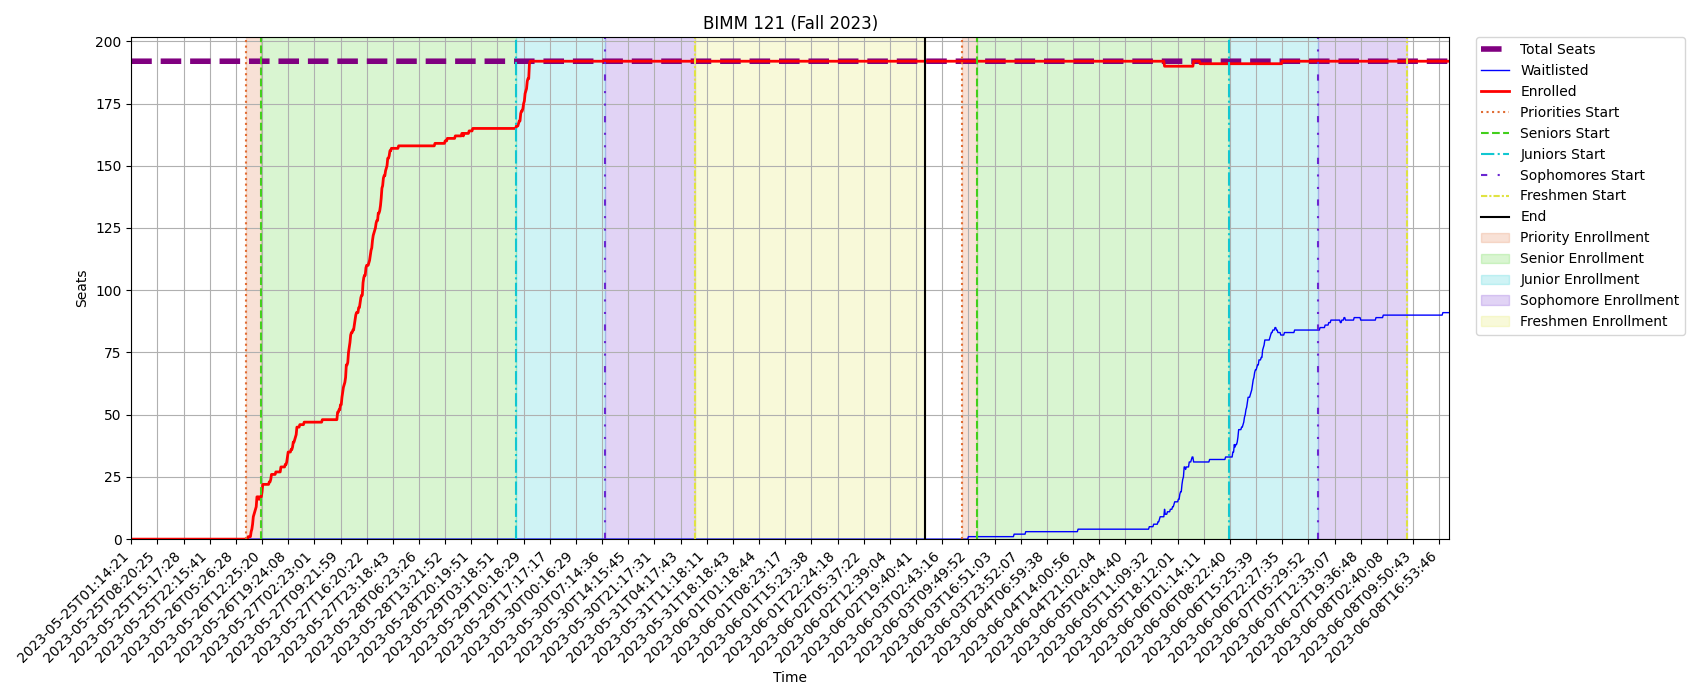 BIMM 121 (Fall 2023)
200
175
150
125
100
75
50
25
0
Seats
2023-05-25T01:14:21
2023-05-25T08:20:25
2023-05-25T15:17:28
2023-05-25T22:15:41
2023-05-26T05:26:28
2023-05-26T12:25:20
2023-05-26T19:24:08
2023-05-27T02:23:01
2023-05-27T09:21:59
2023-05-27T16:20:22
2023-05-27T23:18:43
2023-05-28T06:23:26
2023-05-28T13:21:52
2023-05-28T20:19:51
2023-05-29T03:18:51
2023-05-29T10:18:29
2023-05-29T17:17:17
2023-05-30T00:16:29
2023-05-30T07:14:36
2023-05-30T14:15:45
2023-05-30T21:17:31
2023-05-31T04:17:43
2023-05-31T11:18:11
2023-05-31T18:18:43
2023-06-01T01:18:44
2023-06-01T08:23:17
2023-06-01T15:23:38
2023-06-01T22:24:18
2023-06-02T05:37:22
2023-06-02T12:39:04
2023-06-02T19:40:41
2023-06-03T02:43:16
2023-06-03T09:49:52
2023-06-03T16:51:03
2023-06-03T23:52:07
2023-06-04T06:59:38
2023-06-04T14:00:56
2023-06-04T21:02:04
2023-06-05T04:04:40
2023-06-05T11:09:32
2023-06-05T18:12:01
2023-06-06T01:14:11
2023-06-06T08:22:40
2023-06-06T15:25:39
2023-06-06T22:27:35
2023-06-07T05:29:52
2023-06-07T12:33:07
2023-06-07T19:36:48
2023-06-08T02:40:08
2023-06-08T09:50:43
2023-06-08T16:53:46
Time
Total Seats
Waitlisted
Enrolled
Priorities Start
Seniors Start
Juniors Start
Sophomores Start
Freshmen Start
End
Priority Enrollment
Senior Enrollment
Junior Enrollment
Sophomore Enrollment
Freshmen Enrollment